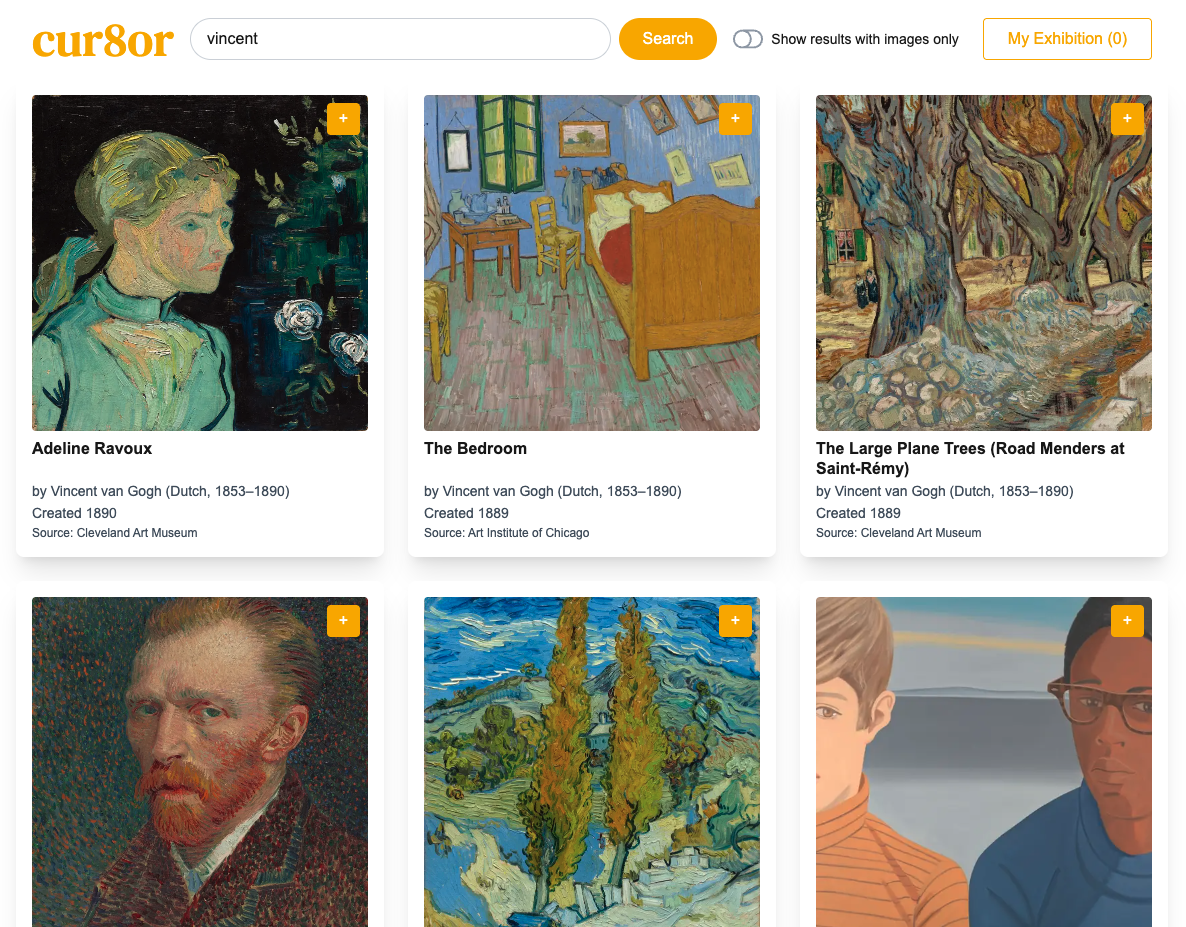 cur8or
vincent
Search
Show results with images only
My Exhibition (0)
+
+
+
Adeline Ravoux
by Vincent van Gogh (Dutch, 1853–1890)
Created 1890
Source: Cleveland Art Museum
The Bedroom
by Vincent van Gogh (Dutch, 1853–1890)
Created 1889
Source: Art Institute of Chicago
The Large Plane Trees (Road Menders at
Saint-Rémy)
by Vincent van Gogh (Dutch, 1853–1890)
Created 1889
Source: Cleveland Art Museum
+
+
+